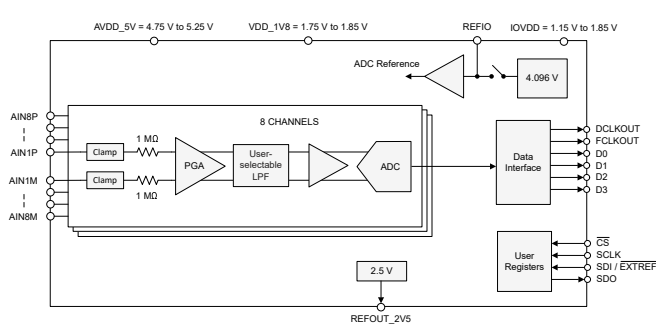 AVDD_5V = 4.75 V to 5.25 V
VDD_1V8 = 1.75 V to 1.85 V
REFIO
IOVDD = 1.15 V to 1.85 V
ADC Reference
4.096 V
AIN8P
AIN1P
AIN1M
AIN8M
8 CHANNELS
Clamp
1 MΩ
Clamp
1 MΩ
PGA
User-
selectable
LPF
ADC
Data
Interface
DCLKOUT
FCLKOUT
D0
D1
D2
D3
User
Registers
CS
SCLK
SDI / EXTREF
SDO
2.5 V
REFOUT_2V5